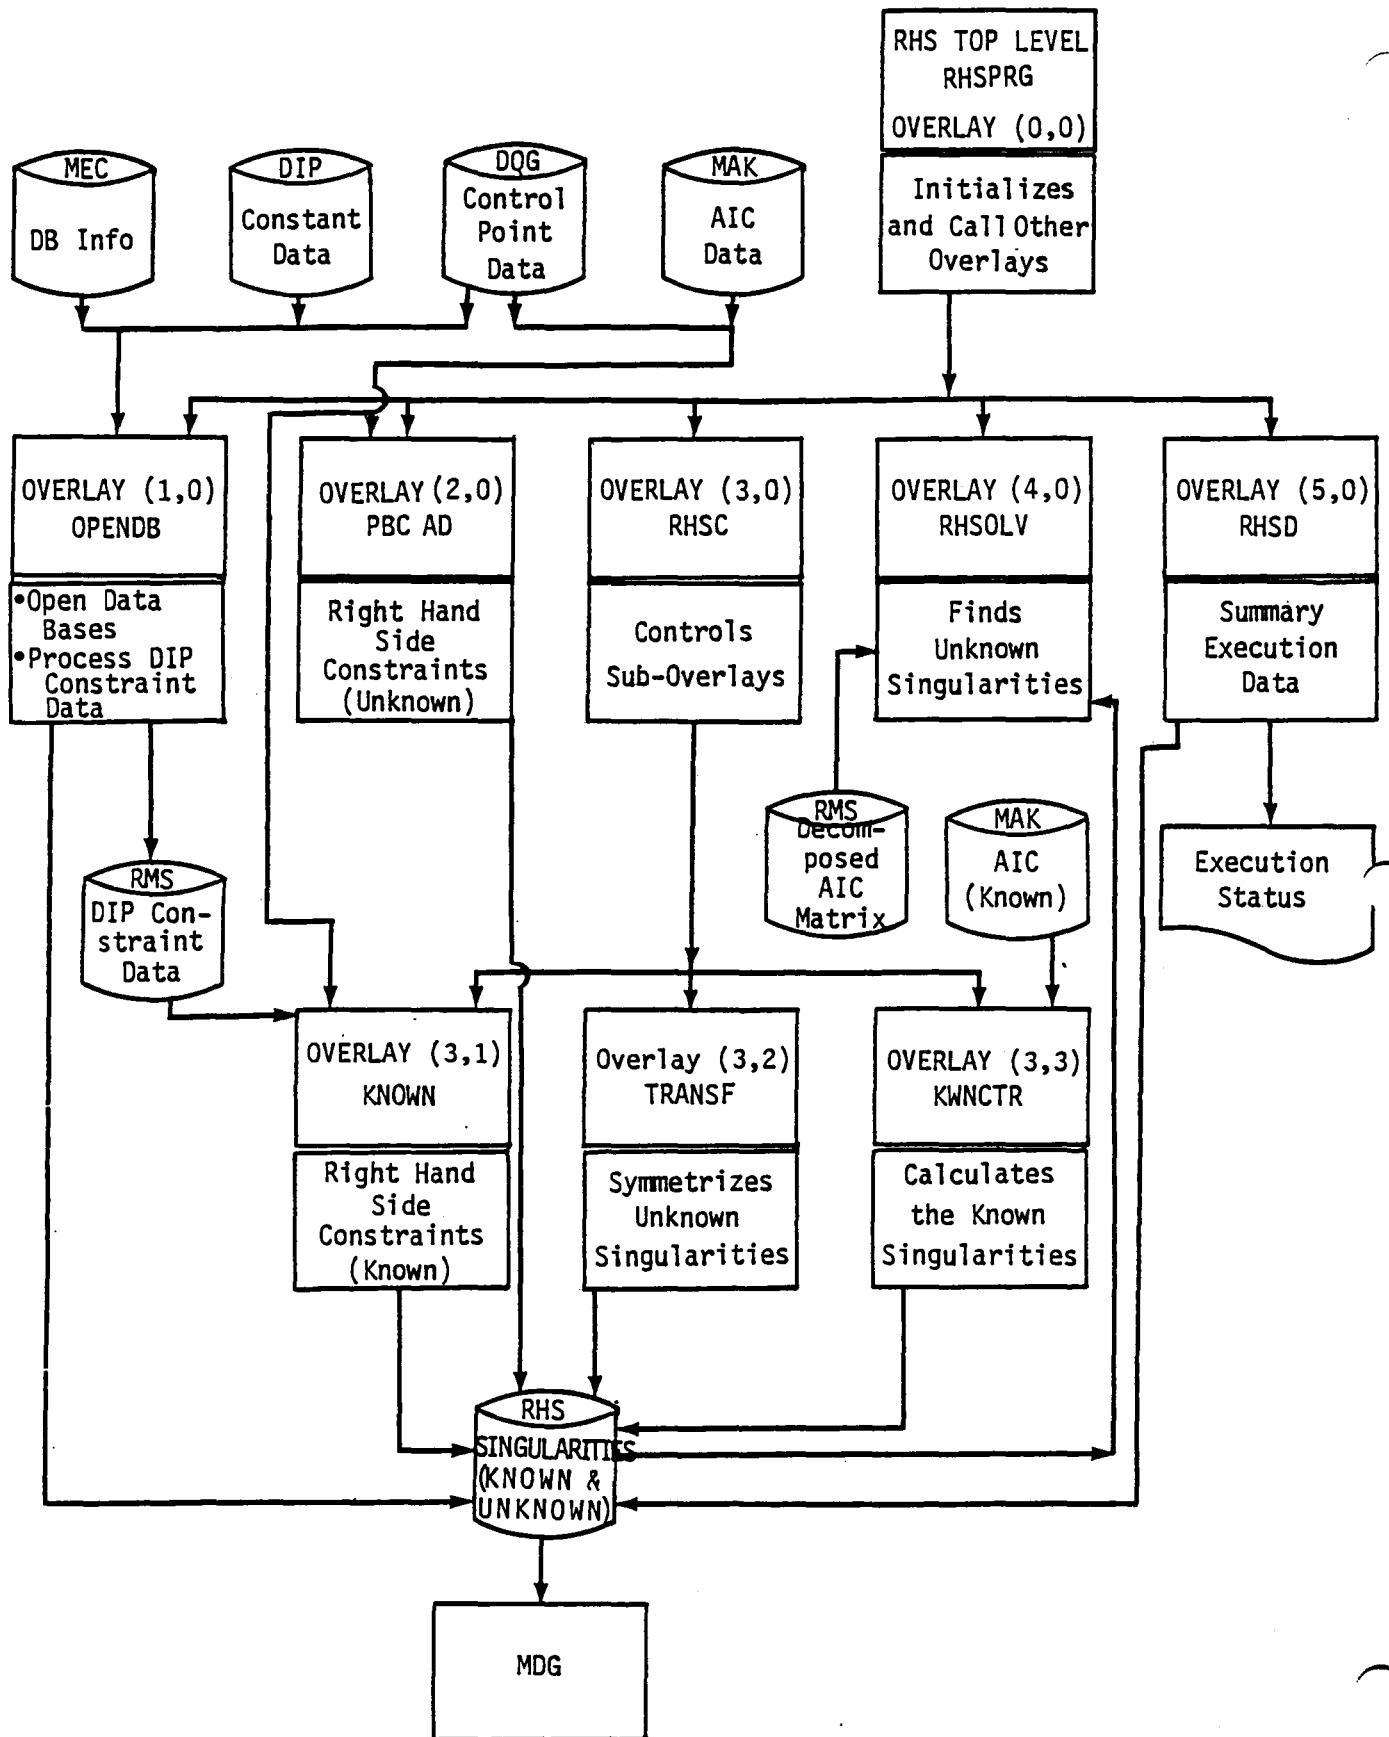 RHS TOP LEVEL
RHSPRG
OVERLAY (0,0)
Initializes
and Call Other
Overlays
MEC
DB Info
DIP
Constant
Data
DQG
Control
Point
Data
MAK
AIC
Data
OVERLAY (1,0)
OPENDB
•Open Data
Bases
•Process DIP
Constraint
Data
OVERLAY (2,0)
PBC AD
Right Hand
Side
Constraints
(Unknown)
OVERLAY (3,0)
RHSC
Controls
Sub-Overlays
OVERLAY (4,0)
RHSOLV
Finds
Unknown
Singularities
OVERLAY (5,0)
RHSD
Summary
Execution
Data
RMS
DIP Con-
straint
Data
RMS
Decom-
posed
AIC
Matrix
MAK
AIC
(Known)
Execution
Status
OVERLAY (3,1)
KNOWN
Right Hand
Side
Constraints
(Known)
Overlay (3,2)
TRANSF
Symmetrizes
Unknown
Singularities
OVERLAY (3,3)
KWNCTR
Calculates
the Known
Singularities
RHS
SINGULARITIES
(KNOWN &
UNKNOWN)
MDG